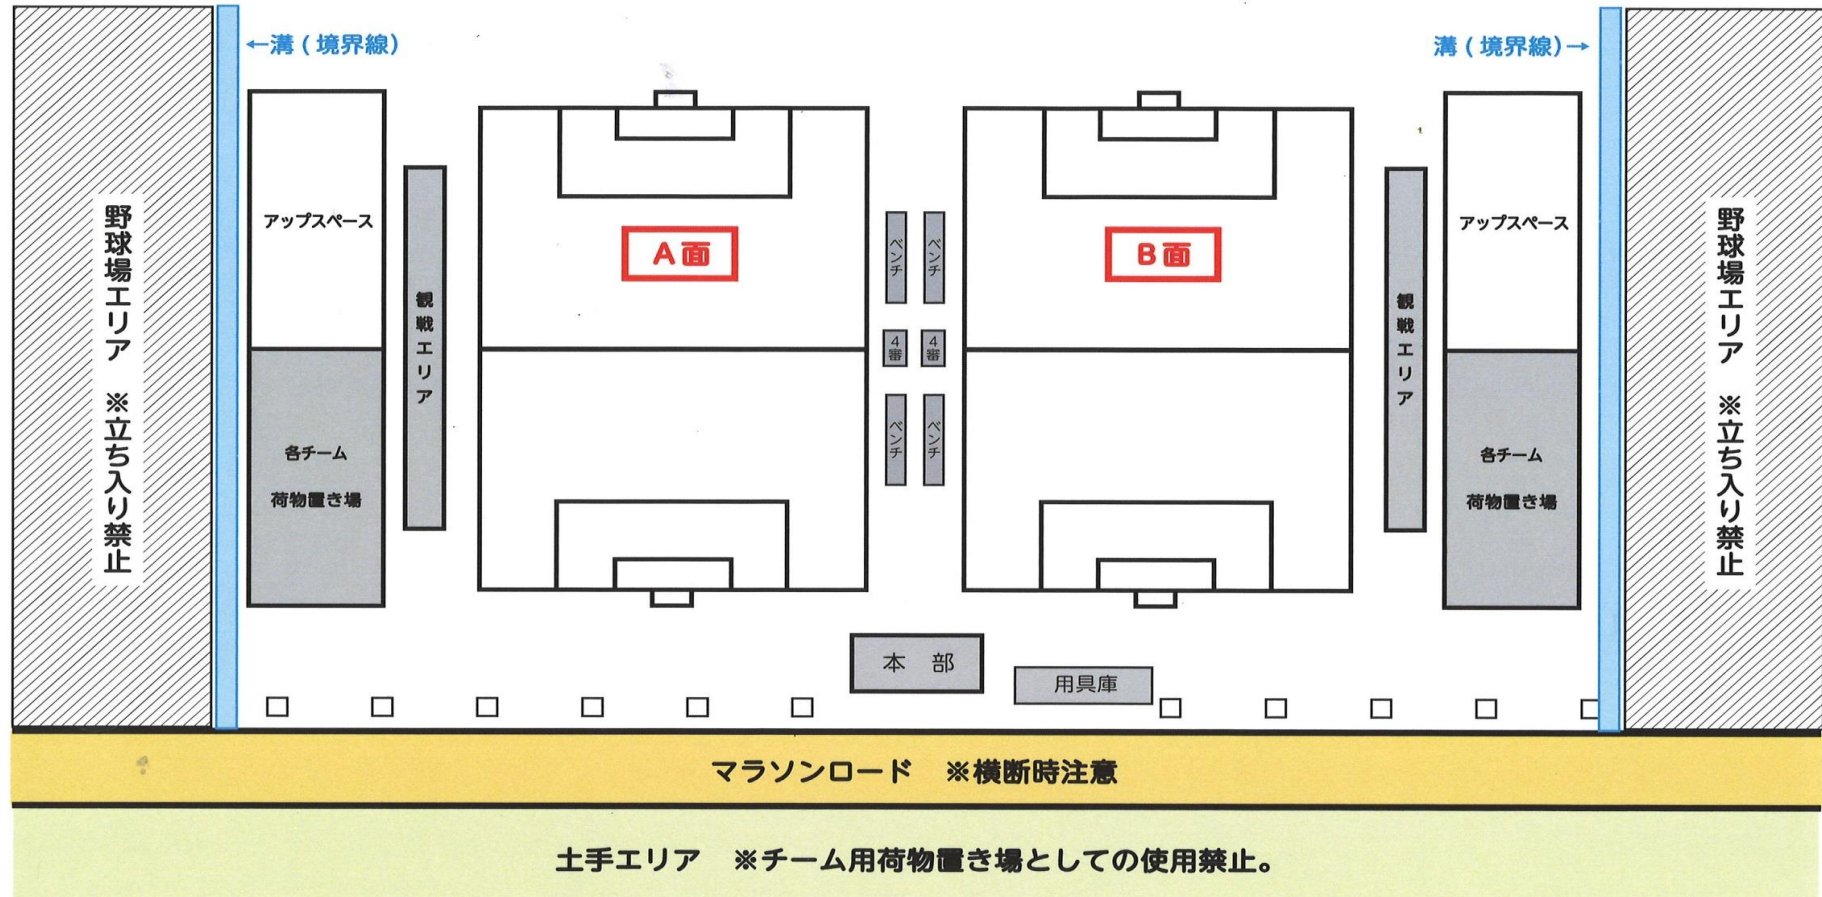 ←溝 ( 境界線)
溝 ( 境界線)→
野球場エリア　※立ち入り禁止
アップスペース
各チーム
荷物置き場
観戦エリア
A 面
ベンチ
ベンチ
4審
4審
ベンチ
ベンチ
B 面
観戦エリア
アップスペース
各チーム
荷物置き場
野球場エリア　※立ち入り禁止
本　部
用具庫
マラソンロード　※横断時注意
土手エリア　※チーム用荷物置き場としての使用禁止。